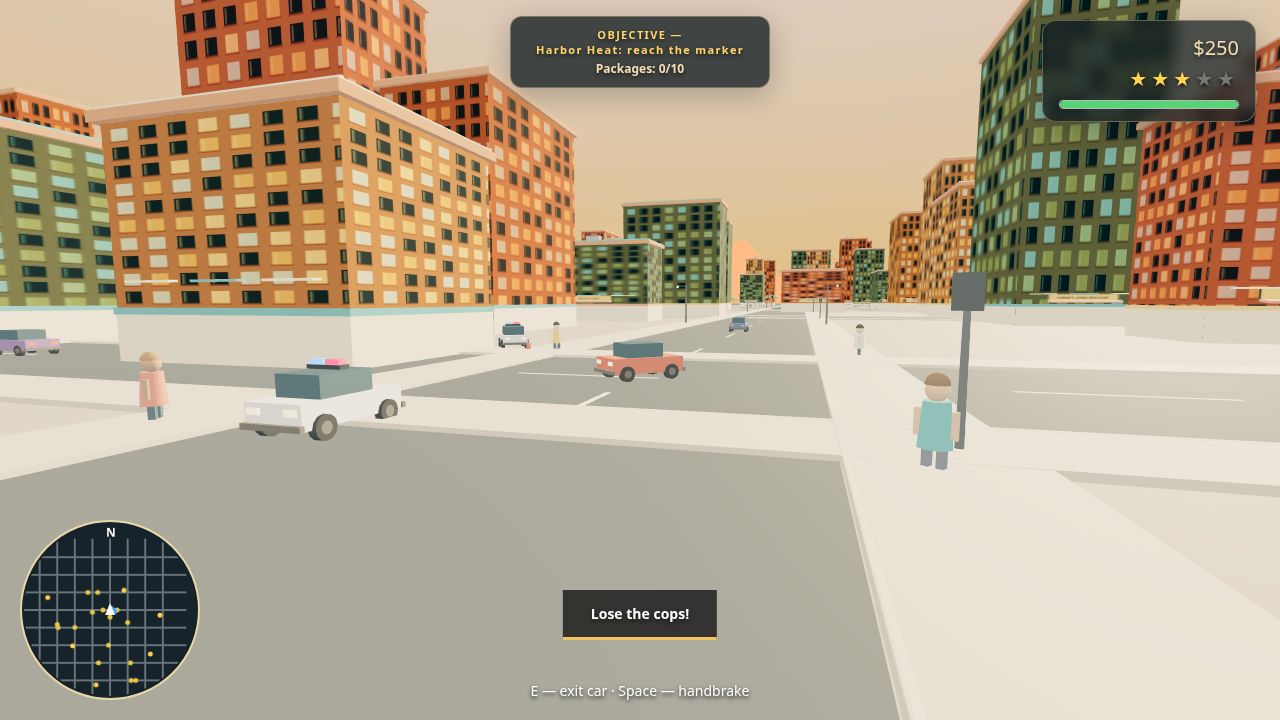 OBJECTIVE —
Harbor Heat: reach the marker
Packages: 0/10
$250
N
Lose the cops!
E — exit car · Space — handbrake